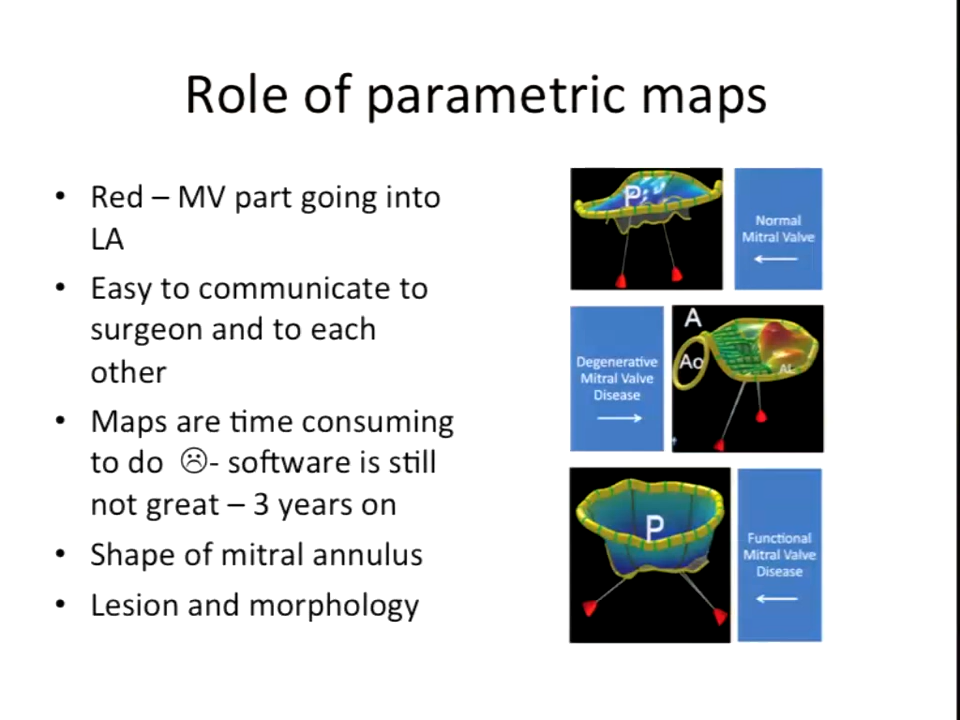 Role of parametric maps
• Red – MV part going into
LA
• Easy to communicate to
surgeon and to each
other
• Maps are time consuming
to do ☹- software is still
not great – 3 years on
• Shape of mitral annulus
• Lesion and morphology
P
Normal
Mitral Valve
Degenerative
Mitral Valve
Disease
A
Ao
AL
P
Functional
Mitral Valve
Disease